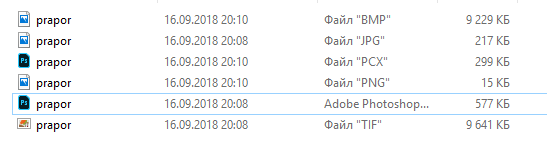 prapor 16.09.2018 20:10 Файл "BMP" 9 229 КБ
prapor 16.09.2018 20:08 Файл "JPG" 217 КБ
prapor 16.09.2018 20:10 Файл "PCX" 299 КБ
prapor 16.09.2018 20:10 Файл "PNG" 15 КБ
prapor 16.09.2018 20:08 Adobe Photoshop... 577 КБ
prapor 16.09.2018 20:08 Файл "TIF" 9 641 КБ